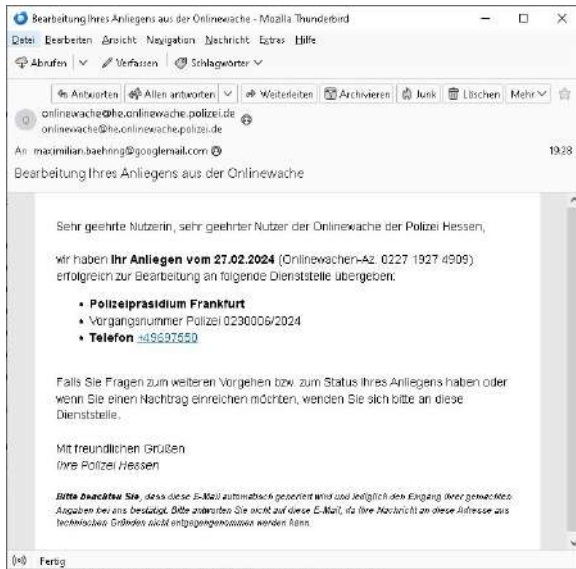 Bearbeitung Ihres Anliegens aus der Onlinewache - Mozilla Thunderbird
Datei Bearbeiten Ansicht Navigation Nachricht Extras Hilfe
Abrufen Verfassen Schlagwörter
Antworten Allen antworten Weiterleiten Archivieren Junk Löschen Mehr
onlinewache@he.onlinewache.polizei.de
onlinewache@he.onlinewache.polizei.de
An maximilian.baehring@googlemail.com 19:28
Bearbeitung Ihres Anliegens aus der Onlinewache
Sehr geehrte Nutzerin, sehr geehrter Nutzer der Onlinewache der Polizei Hessen,
wir haben Ihr Anliegen vom 27.02.2024 (Onlinewachen-Az. 0227 1927 4909)
erfolgreich zur Bearbeitung an folgende Dienststelle übergeben:
• Polizeipräsidium Frankfurt
• Vorgangsnummer Polizei 0230006/2024
• Telefon +49697550
Falls Sie Fragen zum weiteren Vorgehen bzw. zum Status Ihres Anliegens haben oder
wenn Sie einen Nachtrag einreichen möchten, wenden Sie sich bitte an diese
Dienststelle.
Mit freundlichen Grüßen
Ihre Polizei Hessen
Bitte beachten Sie, dass diese E-Mail automatisch generiert wird und lediglich den Eingang Ihrer gemachten
Angaben bei uns bestätigt. Bitte antworten Sie nicht auf diese E-Mail, da Ihre Nachricht an diese Adresse aus
technischen Gründen nicht entgegengenommen werden kann.
Fertig